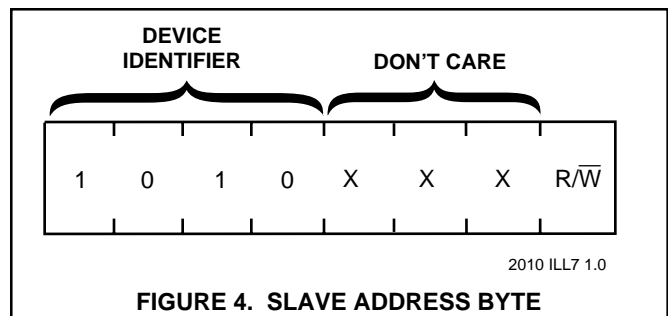 DEVICE
IDENTIFIER
DON'T CARE
1 0 1 0 X X X R/W̅
2010 ILL7 1.0
FIGURE 4. SLAVE ADDRESS BYTE